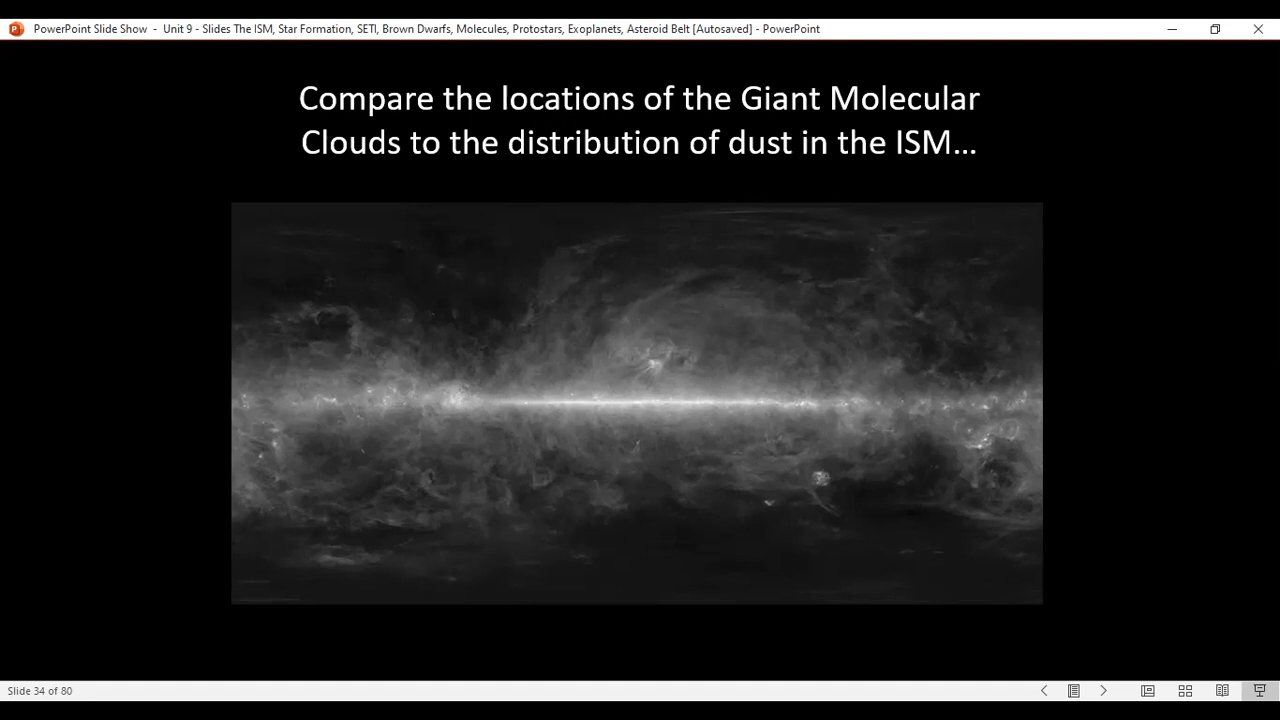 PowerPoint Slide Show - Unit 9 - Slides The ISM, Star Formation, SETI, Brown Dwarfs, Molecules, Protostars, Exoplanets, Asteroid Belt [Autosaved] - PowerPoint
Compare the locations of the Giant Molecular
Clouds to the distribution of dust in the ISM...
Slide 34 of 80